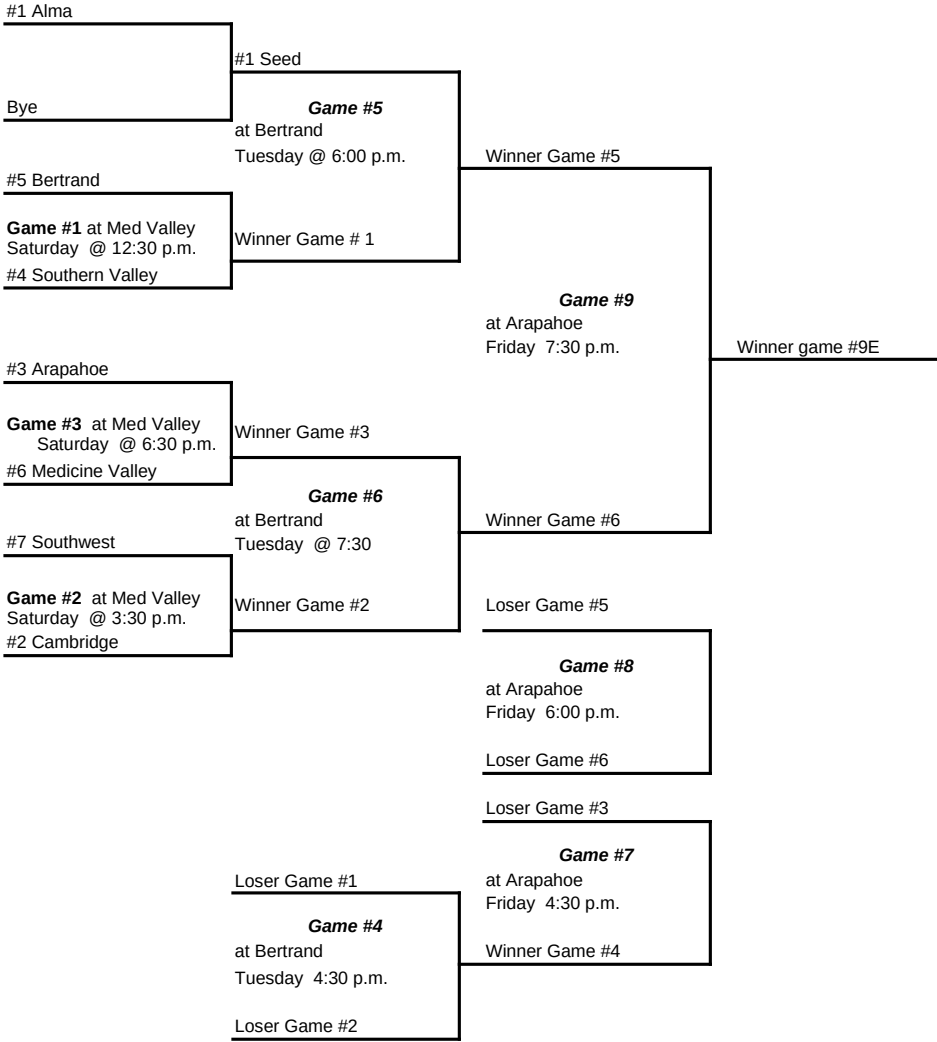 #1 Alma
#1 Seed
Bye
Game #5
at Bertrand
Tuesday @ 6:00 p.m.
Winner Game #5
#5 Bertrand
Game #1 at Med Valley
Saturday  @ 12:30 p.m.
Winner Game # 1
#4 Southern Valley
Game #9
at Arapahoe
Friday  7:30 p.m.
Winner game #9E
#3 Arapahoe
Game #3  at Med Valley
Saturday  @ 6:30 p.m.
Winner Game #3
#6 Medicine Valley
Game #6
at Bertrand
Tuesday  @ 7:30
Winner Game #6
#7 Southwest
Game #2  at Med Valley
Saturday  @ 3:30 p.m.
Winner Game #2
#2 Cambridge
Loser Game #5
Game #8
at Arapahoe
Friday  6:00 p.m.
Loser Game #6
Loser Game #3
Game #7
at Arapahoe
Friday  4:30 p.m.
Loser Game #1
Game #4
at Bertrand
Tuesday  4:30 p.m.
Winner Game #4
Loser Game #2